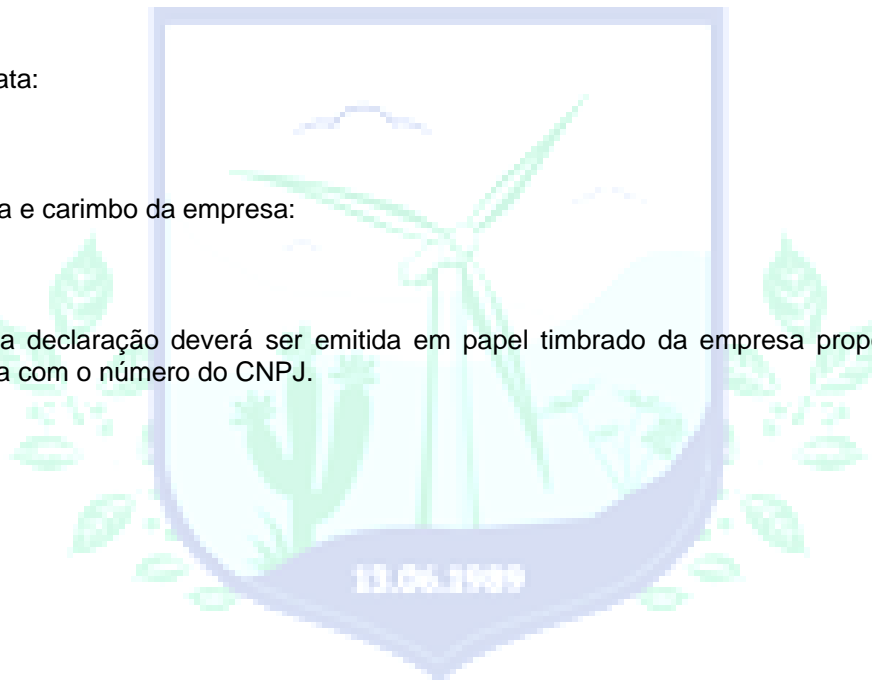 ata:
a e carimbo da empresa:
a declaração deverá ser emitida em papel timbrado da empresa prop
a com o número do CNPJ.
13.06.1989